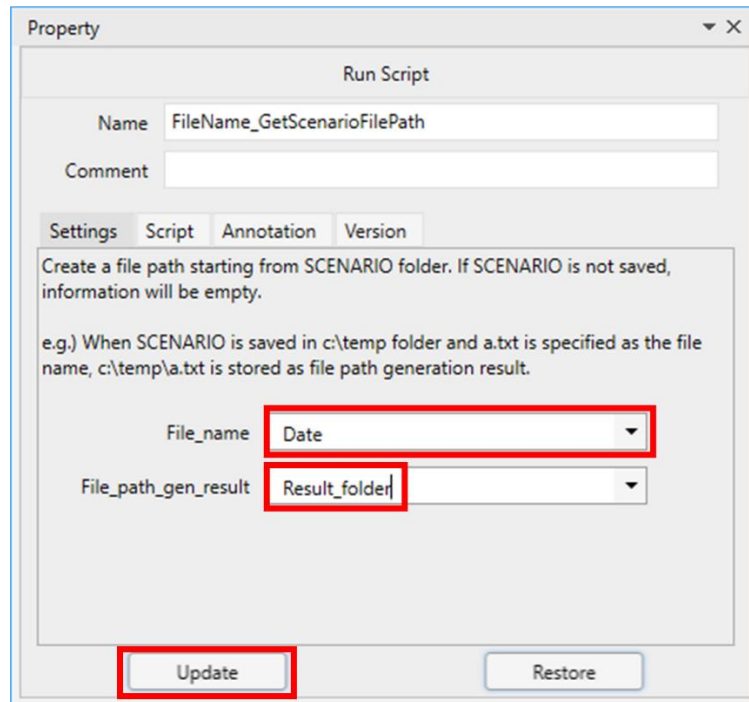 Property
Run Script
Name FileName_GetScenarioFilePath
Comment
Settings Script Annotation Version
Create a file path starting from SCENARIO folder. If SCENARIO is not saved,
information will be empty.
e.g.) When SCENARIO is saved in c:\temp folder and a.txt is specified as the file
name, c:\temp\a.txt is stored as file path generation result.
File_name Date
File_path_gen_result Result_folder
Update Restore